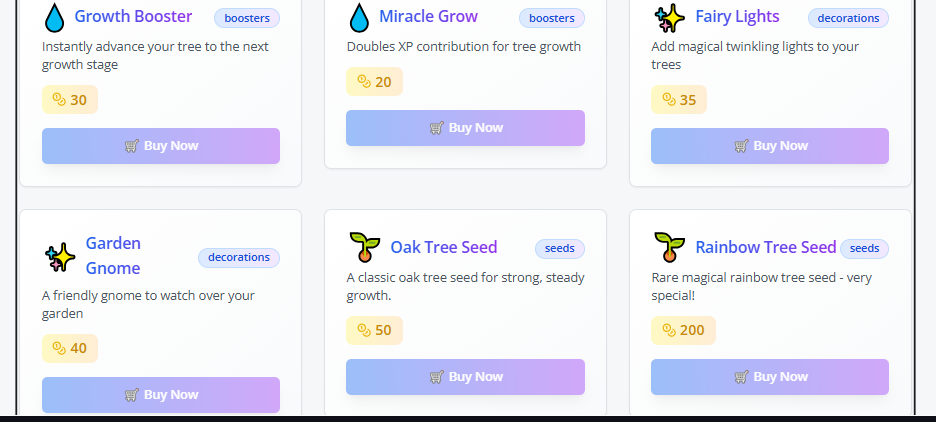 Growth Booster boosters
Instantly advance your tree to the next
growth stage
30
Buy Now
Miracle Grow boosters
Doubles XP contribution for tree growth
20
Buy Now
Fairy Lights decorations
Add magical twinkling lights to your
trees
35
Buy Now
Garden
Gnome
decorations
A friendly gnome to watch over your
garden
40
Buy Now
Oak Tree Seed seeds
A classic oak tree seed for strong, steady
growth.
50
Buy Now
Rainbow Tree Seed seeds
Rare magical rainbow tree seed - very
special!
200
Buy Now